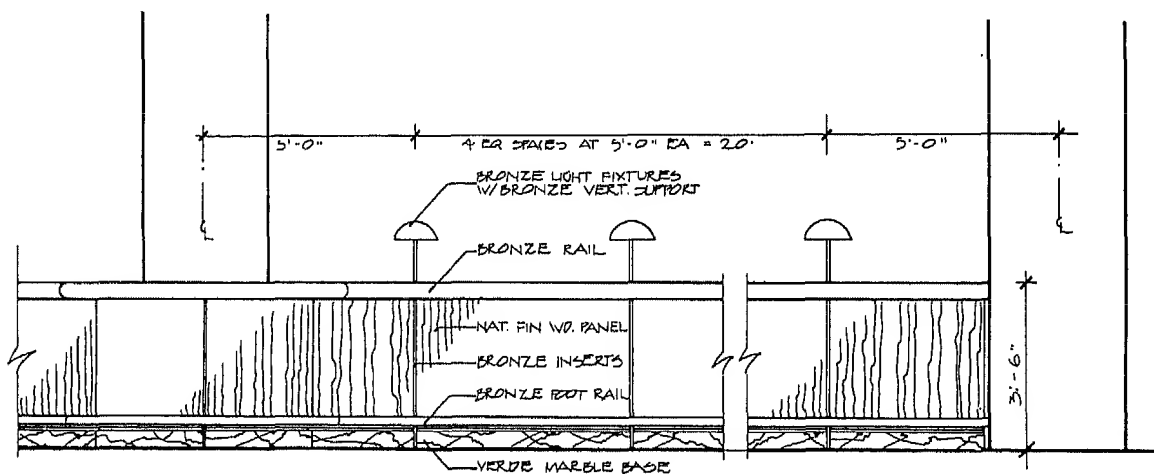 5'-0" 4 EQ SPACES AT 5'-0" EA = 20' 5'-0"
BRONZE LIGHT FIXTURES
W/ BRONZE VERT. SUPPORT
℄ ℄
BRONZE RAIL
NAT. FIN WD. PANEL
BRONZE INSERTS
3'-6"
BRONZE FOOT RAIL
VERDE MARBLE BASE